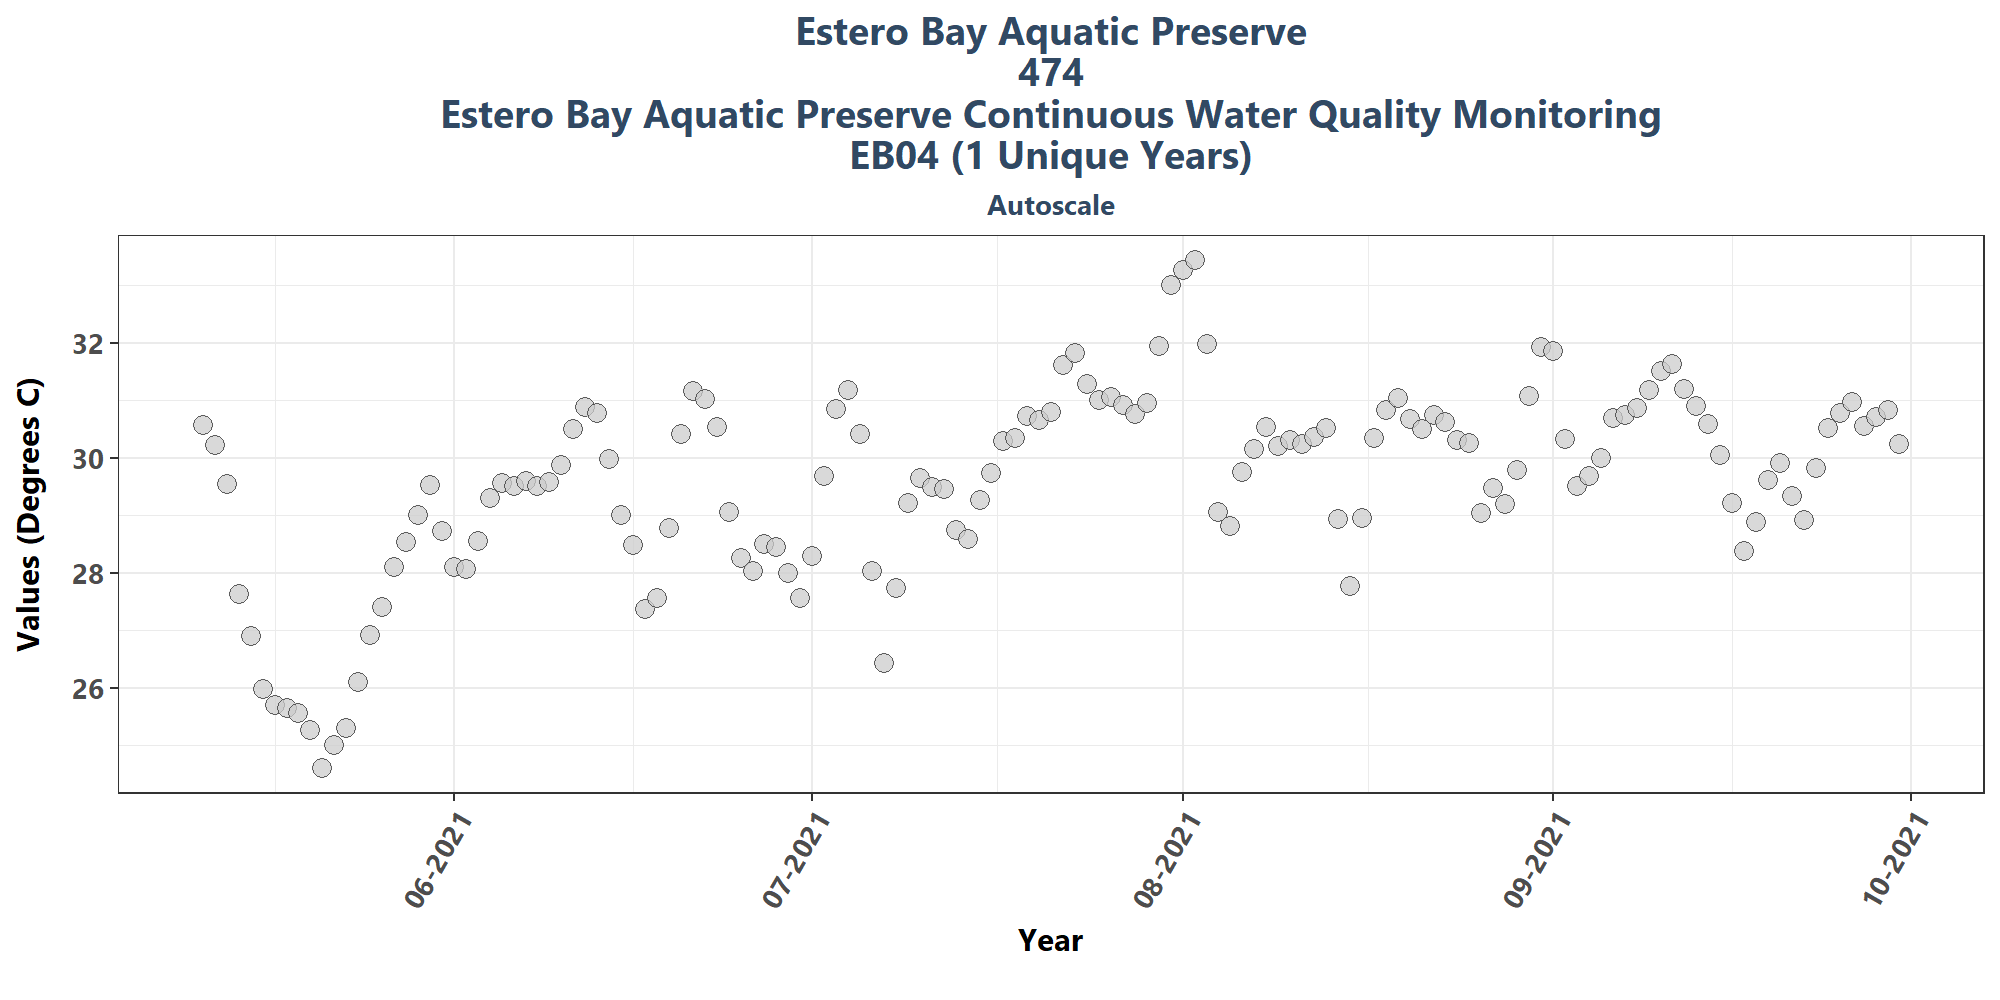 Estero Bay Aquatic Preserve
474
Estero Bay Aquatic Preserve Continuous Water Quality Monitoring
EB04 (1 Unique Years)
Autoscale
Values (Degrees C)
32
30
28
26
06-2021
07-2021
08-2021
09-2021
10-2021
Year